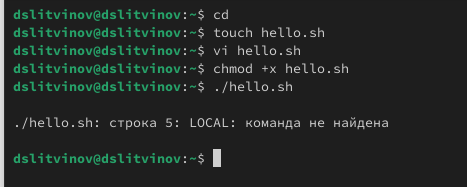 dslitvinov@dslitvinov:~$ cd
dslitvinov@dslitvinov:~$ touch hello.sh
dslitvinov@dslitvinov:~$ vi hello.sh
dslitvinov@dslitvinov:~$ chmod +x hello.sh
dslitvinov@dslitvinov:~$ ./hello.sh
./hello.sh: строка 5: LOCAL: команда не найдена
dslitvinov@dslitvinov:~$